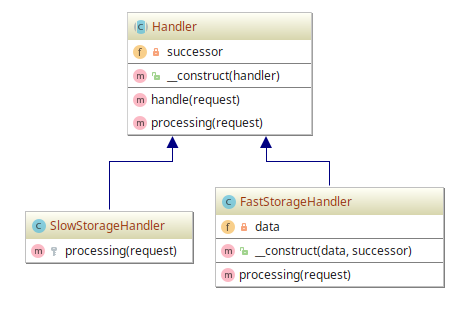 C Handler
f successor
m __construct(handler)
m handle(request)
m processing(request)
C SlowStorageHandler
m processing(request)
C FastStorageHandler
f data
m __construct(data, successor)
m processing(request)